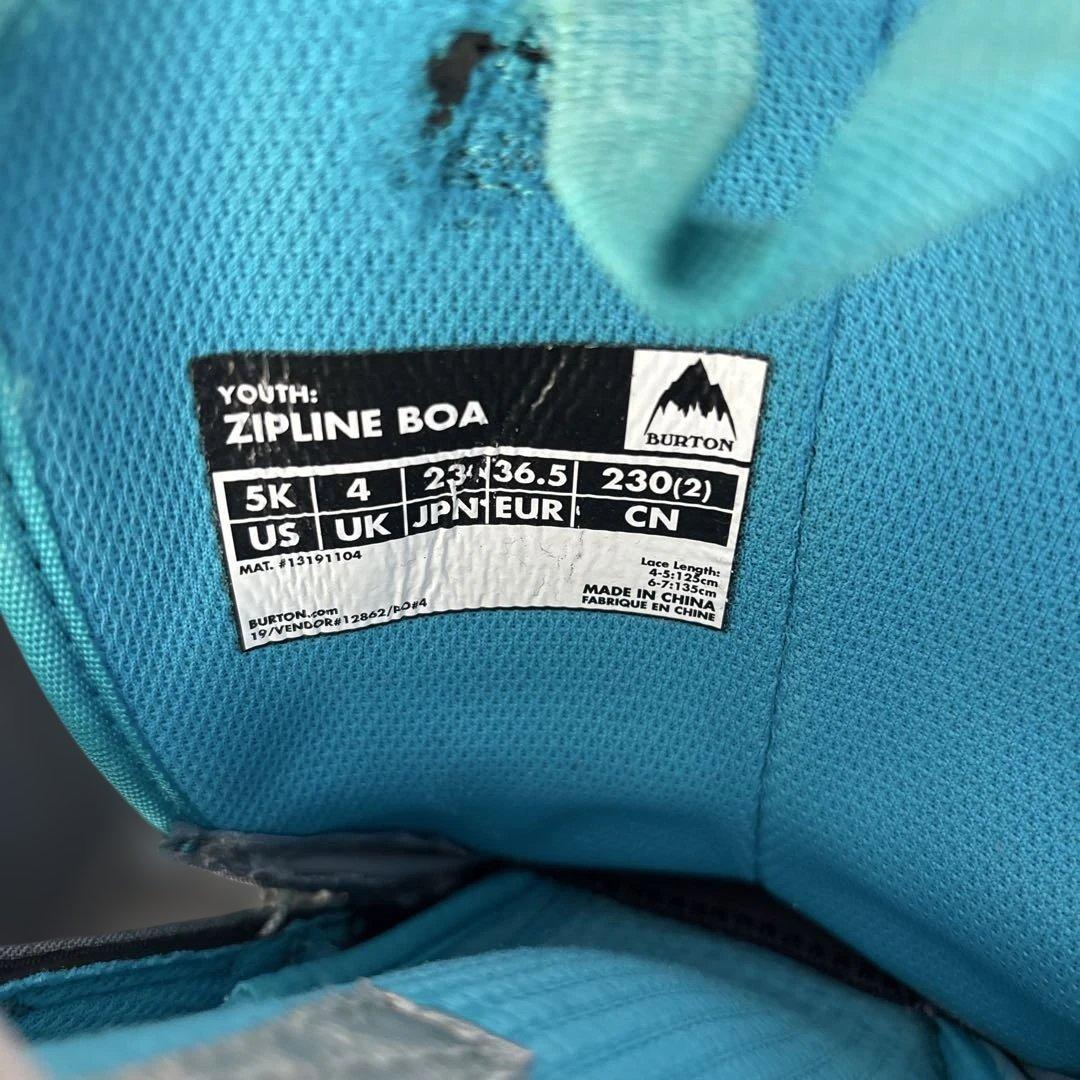 YOUTH:
ZIPLINE BOA
BURTON
5K 4 36.5 230(2)
US UK JPN EUR CN
MAT. #13191104
Lace Length:
4-5:125cm
6-7:135cm
MADE IN CHINA
FABRIQUE EN CHINE
BURTON.com
19/VENDOR#12862/PO#4